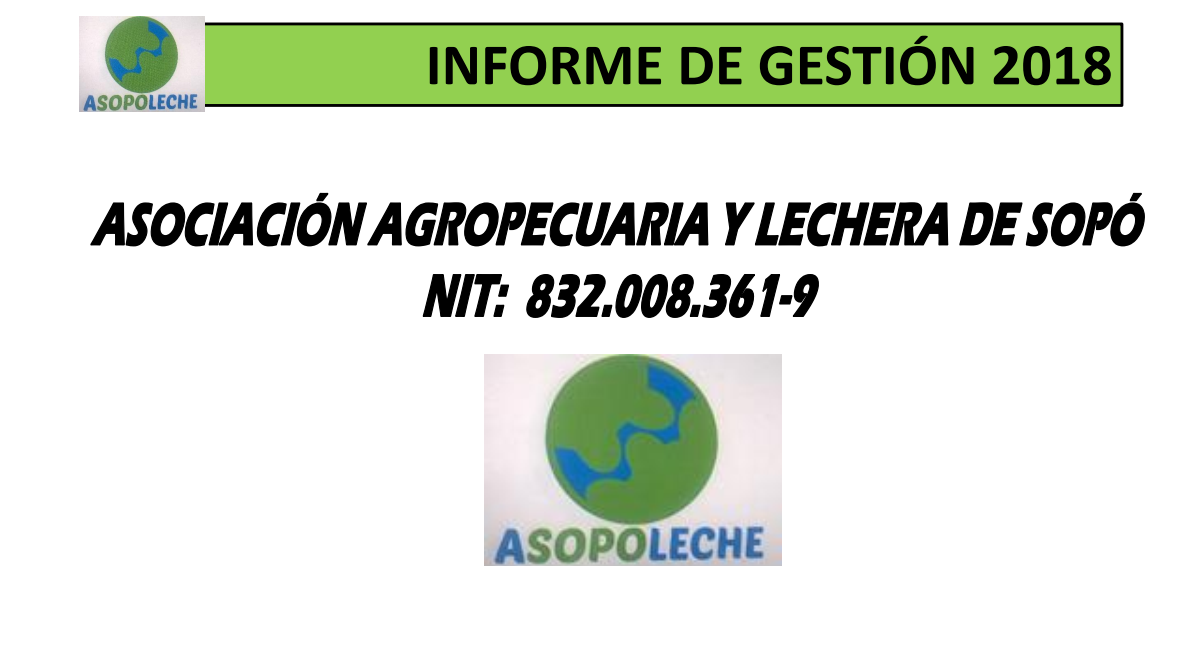 ASOPOLECHE
INFORME DE GESTIÓN 2018
ASOCIACIÓN AGROPECUARIA Y LECHERA DE SOPÓ
NIT: 832.008.361-9
ASOPOLECHE